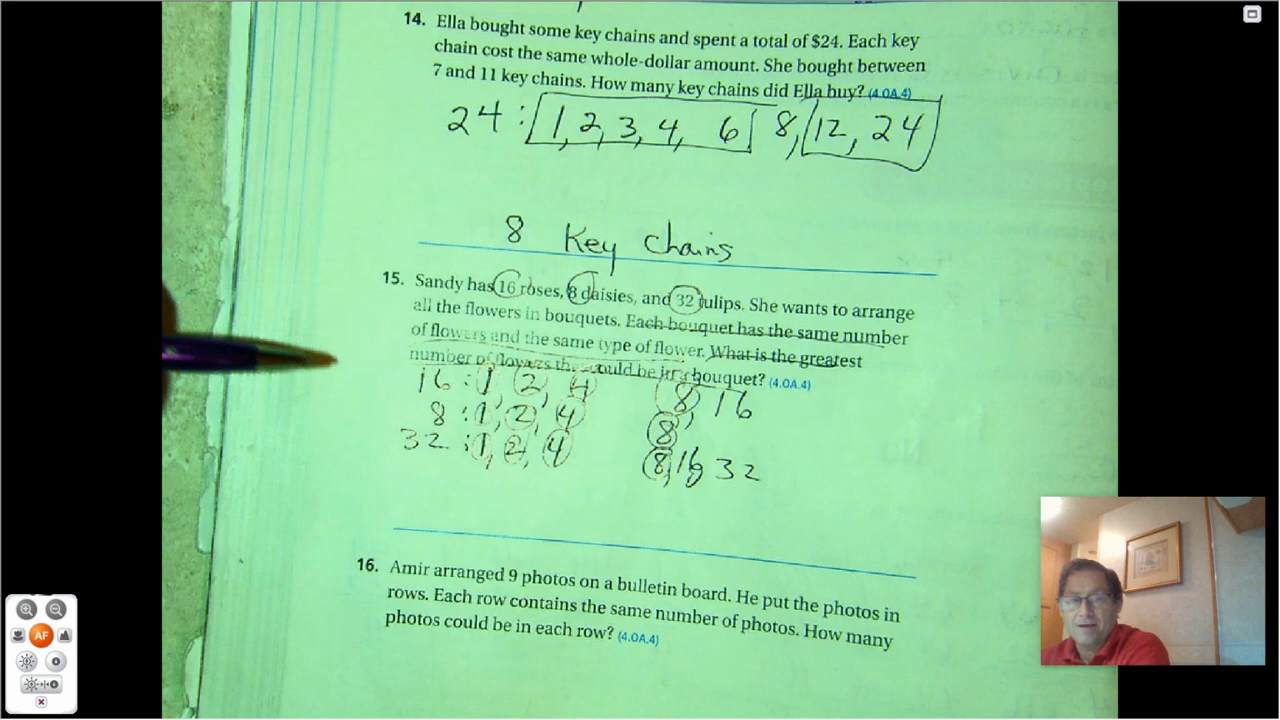 14. Ella bought some key chains and spent a total of $24. Each key
chain cost the same whole-dollar amount. She bought between
7 and 11 key chains. How many key chains did Ella buy? (4.OA.4)
24 : 1, 2, 3, 4, 6 8, 12, 24
8 Key chains
15. Sandy has 16 roses, 8 daisies, and 32 tulips. She wants to arrange
all the flowers in bouquets. Each bouquet has the same number
of flowers and the same type of flower. What is the greatest
number of flowers that could be in a bouquet? (4.OA.4)
16 : 1, 2, 4 8, 16
8 : 1, 2, 4 8
32 : 1, 2, 4 8, 16, 32
16. Amir arranged 9 photos on a bulletin board. He put the photos in
rows. Each row contains the same number of photos. How many
photos could be in each row? (4.OA.4)
AF